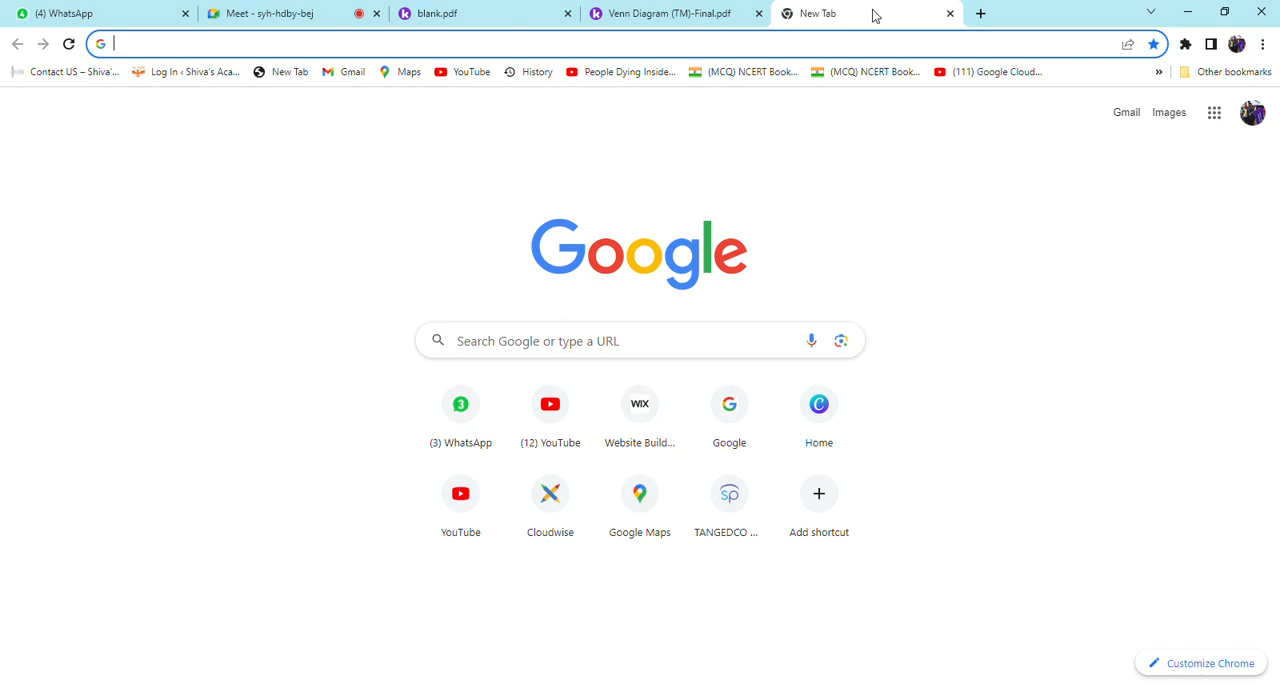 (4) WhatsApp
Meet - syh-hdby-bej
blank.pdf
Venn Diagram (TM)-Final.pdf
New Tab
Contact US – Shiva'...
Log In ‹ Shiva's Aca...
New Tab
Gmail
Maps
YouTube
History
People Dying Inside...
(MCQ) NCERT Book...
(MCQ) NCERT Book...
(111) Google Cloud...
»
Other bookmarks
Gmail
Images
Google
Search Google or type a URL
(3) WhatsApp
(12) YouTube
WIX
Website Build...
Google
Home
YouTube
Cloudwise
Google Maps
sp
TANGEDCO ...
Add shortcut
Customize Chrome